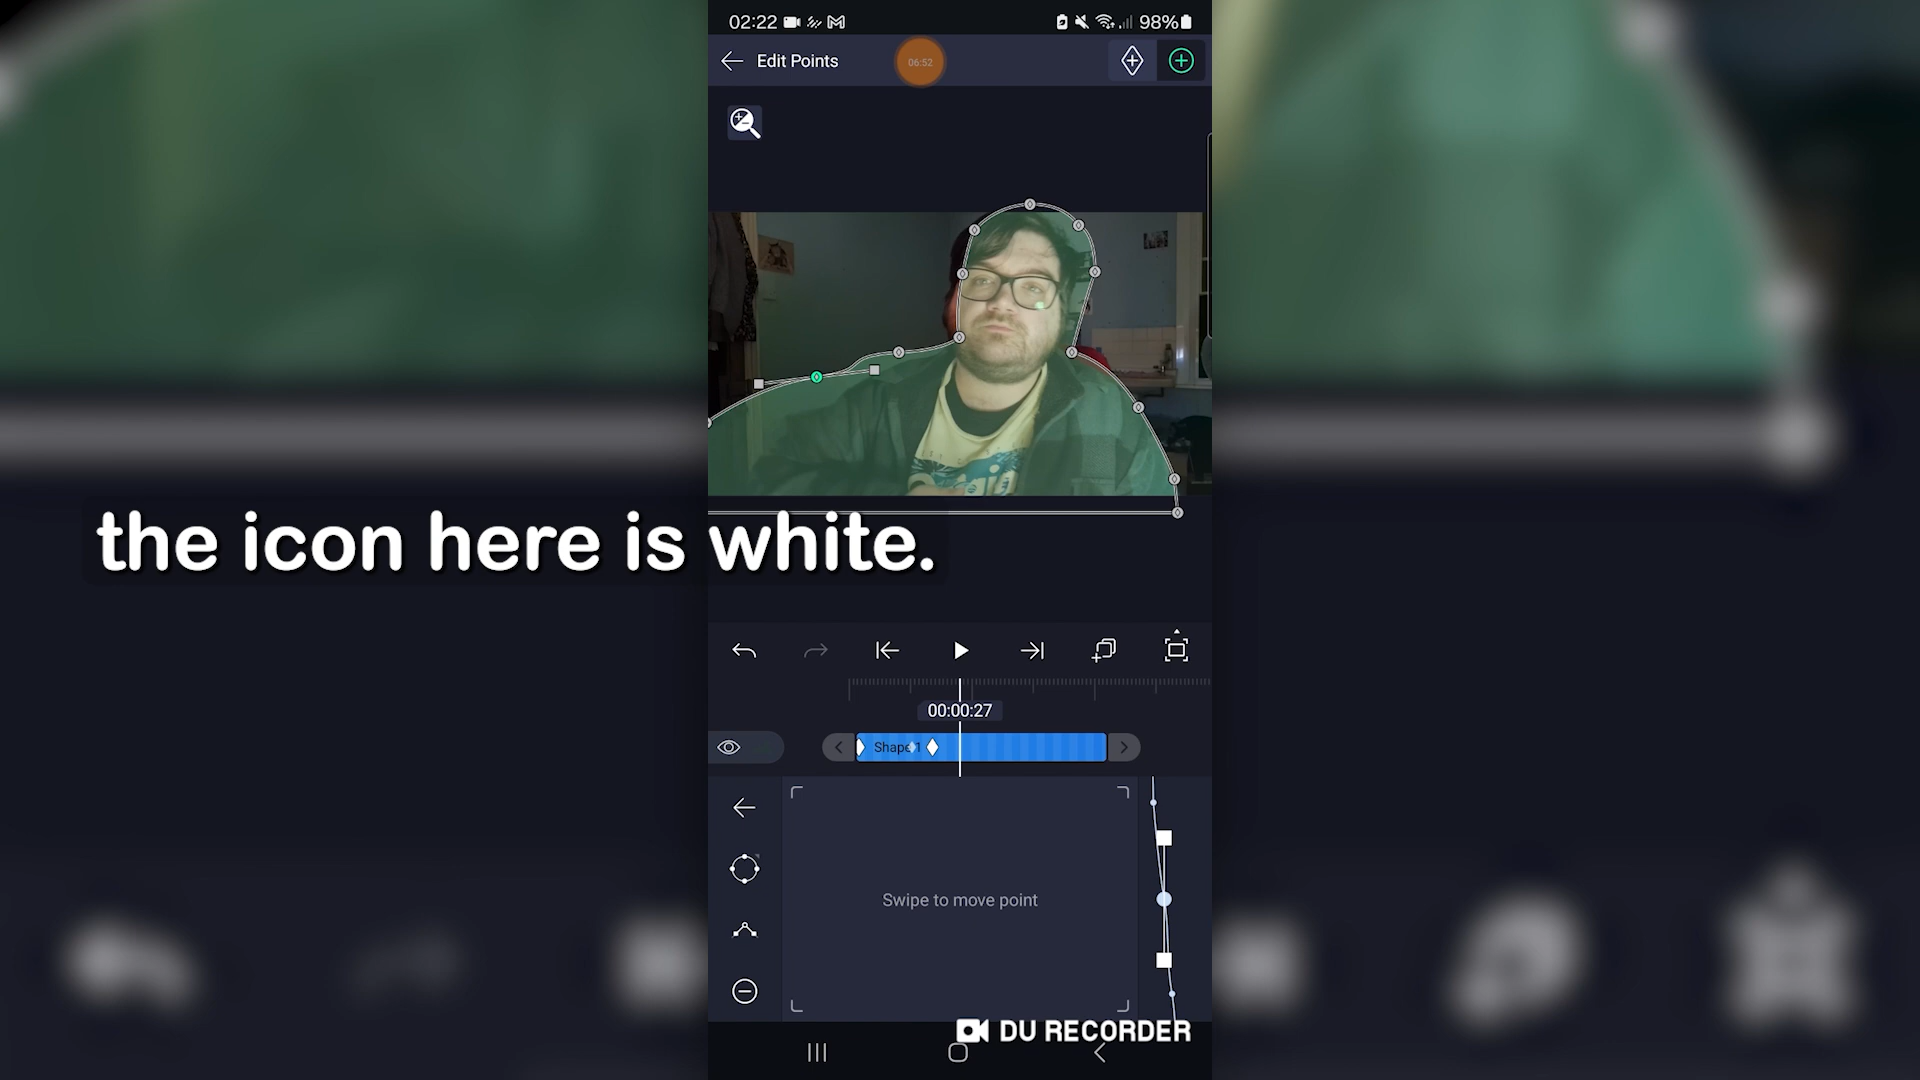 02:22
98%
Edit Points
06:52
the icon here is white.
00:00:27
Shape 1
Swipe to move point
DU RECORDER